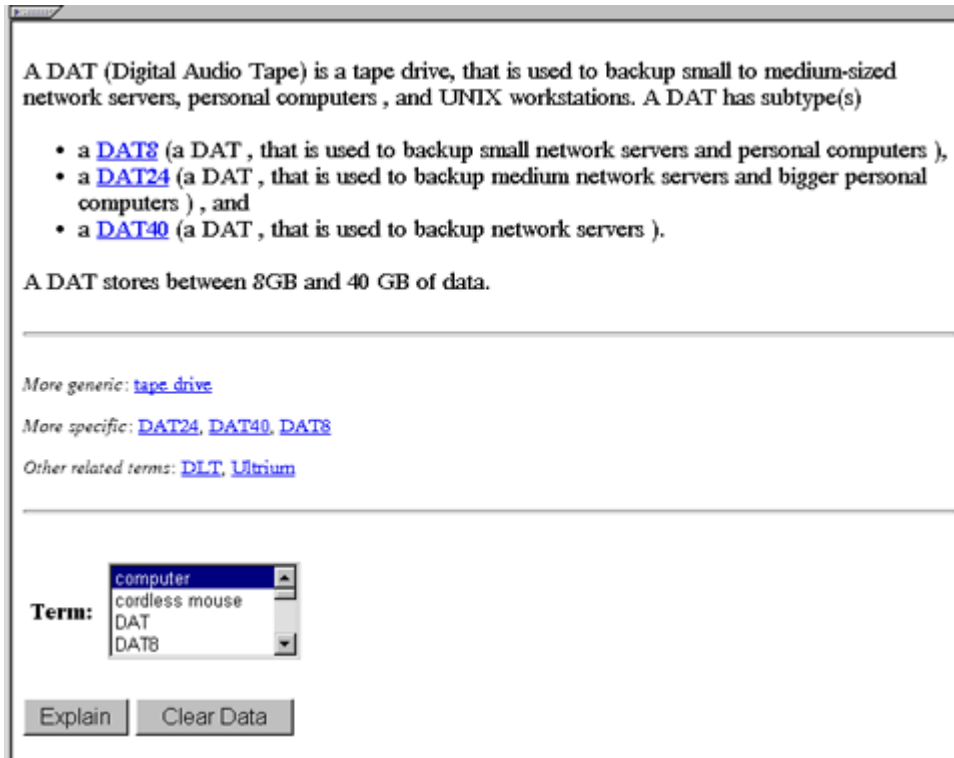 A DAT (Digital Audio Tape) is a tape drive, that is used to backup small to medium-sized
network servers, personal computers , and UNIX workstations. A DAT has subtype(s)
• a DAT8 (a DAT , that is used to backup small network servers and personal computers ),
• a DAT24 (a DAT , that is used to backup medium network servers and bigger personal
computers ) , and
• a DAT40 (a DAT , that is used to backup network servers ).
A DAT stores between 8GB and 40 GB of data.
More generic: tape drive
More specific: DAT24, DAT40, DAT8
Other related terms: DLT, Ultrium
Term:
computer
cordless mouse
DAT
DAT8
Explain Clear Data